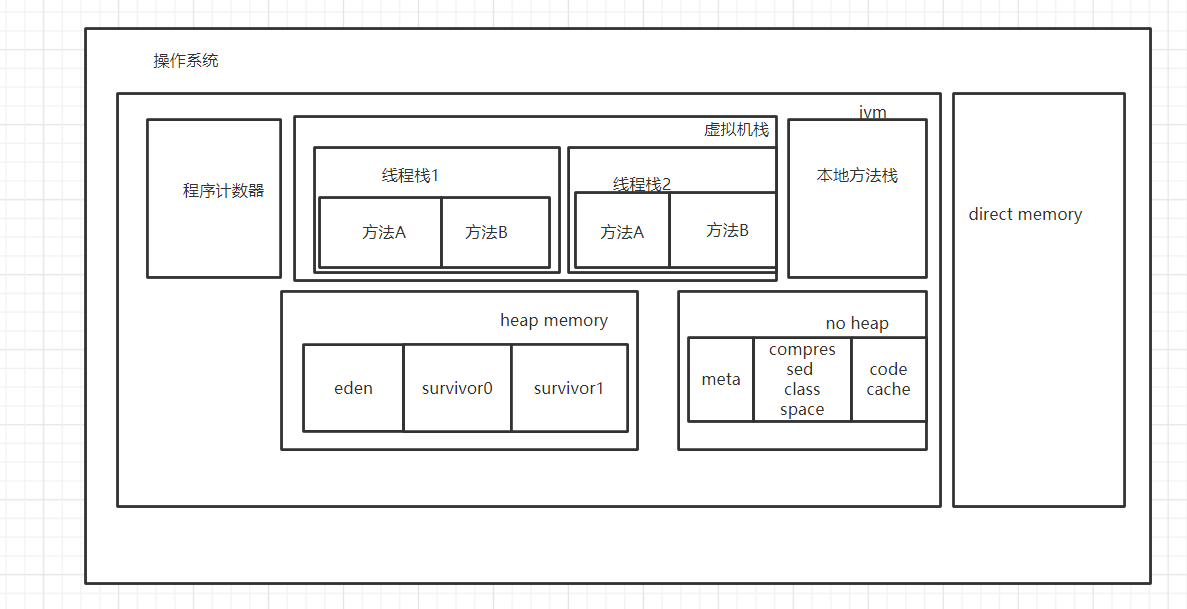 操作系统
jvm
虚拟机栈
程序计数器
线程栈1
方法A
方法B
线程栈2
方法A
方法B
本地方法栈
direct memory
heap memory
eden
survivor0
survivor1
no heap
meta
compres
sed
class
space
code
cache